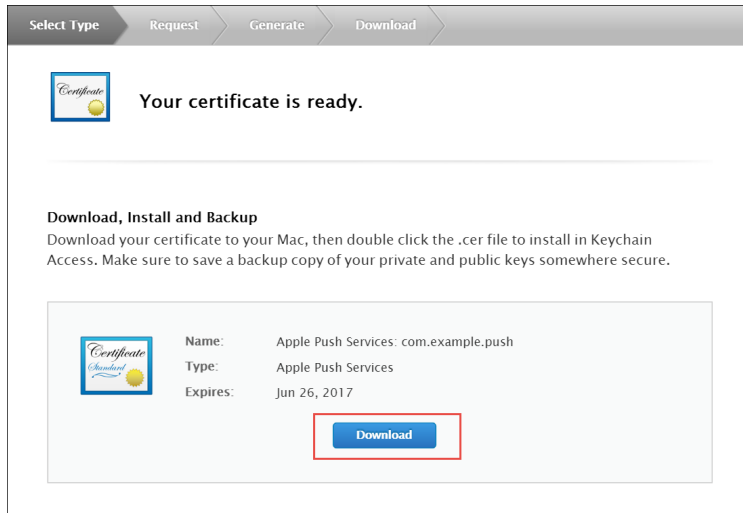 Select Type Request Generate Download
Certificate
Your certificate is ready.
Download, Install and Backup
Download your certificate to your Mac, then double click the .cer file to install in Keychain
Access. Make sure to save a backup copy of your private and public keys somewhere secure.
Certificate
Standard
Name: Apple Push Services: com.example.push
Type: Apple Push Services
Expires: Jun 26, 2017
Download